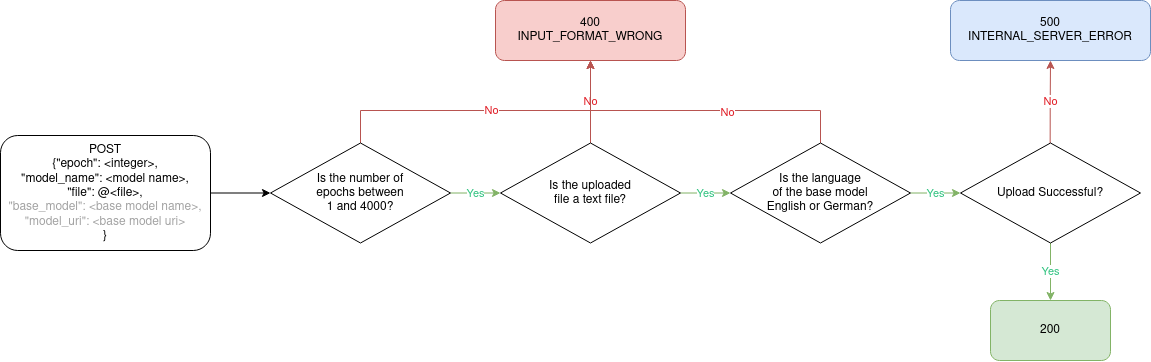 400
INPUT_FORMAT_WRONG
500
INTERNAL_SERVER_ERROR
No
No
No
No
POST
{"epoch": <integer>,
"model_name": <model name>,
"file": @<file>,
"base_model": <base model name>,
"model_uri": <base model uri>
}
Is the number of
epochs between
1 and 4000?
Yes
Is the uploaded
file a text file?
Yes
Is the language
of the base model
English or German?
Yes
Upload Successful?
Yes
200